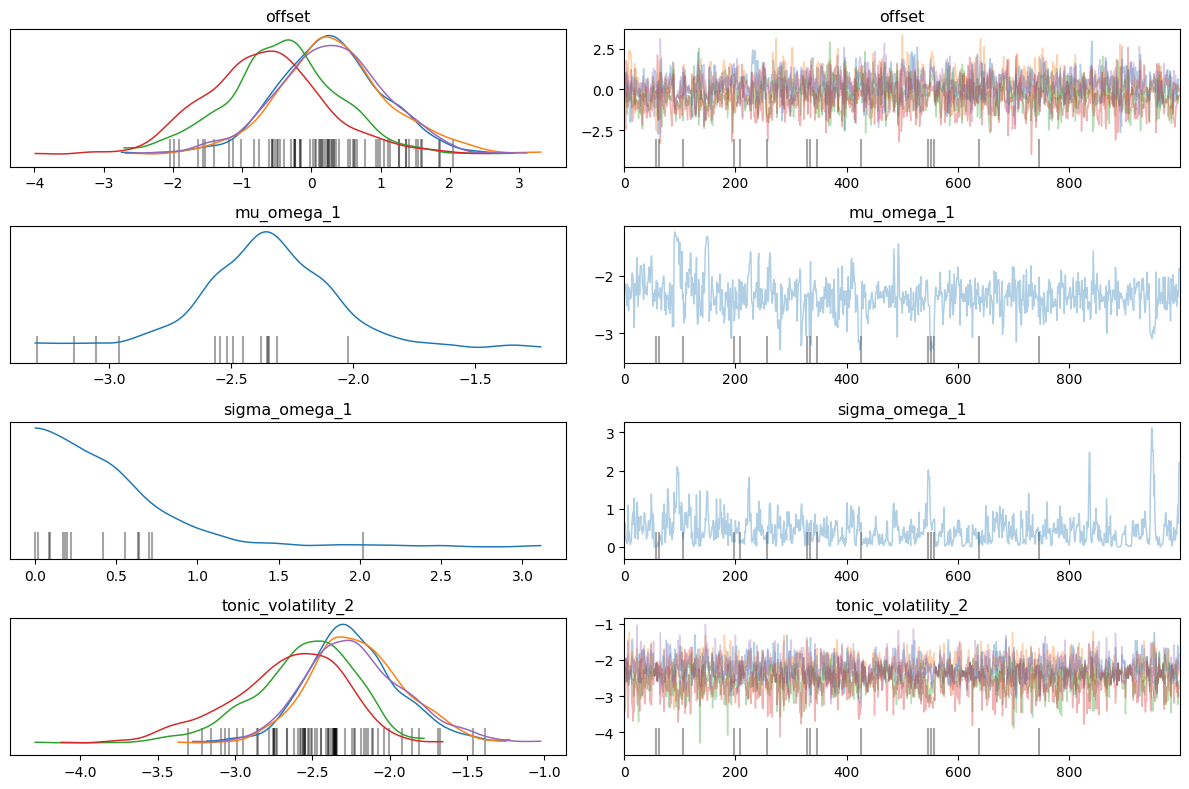 offset offset
2.5
0.0
−2.5
−4 −3 −2 −1 0 1 2 3 0 200 400 600 800
mu_omega_1 mu_omega_1
−2
−3
−3.0 −2.5 −2.0 −1.5 0 200 400 600 800
sigma_omega_1 sigma_omega_1
3
2
1
0
0.0 0.5 1.0 1.5 2.0 2.5 3.0 0 200 400 600 800
tonic_volatility_2 tonic_volatility_2
−1
−2
−3
−4
−4.0 −3.5 −3.0 −2.5 −2.0 −1.5 −1.0 0 200 400 600 800